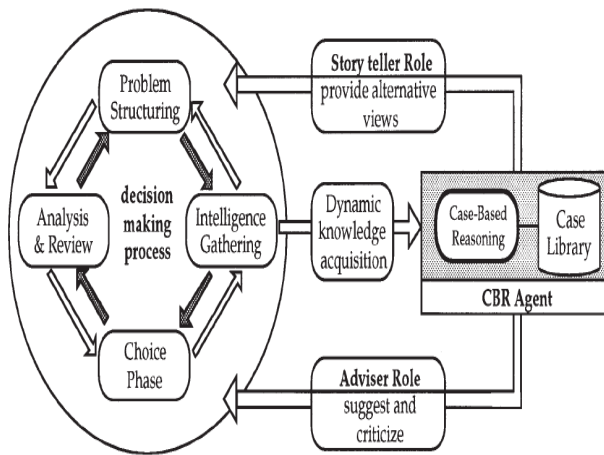 Story teller Role
provide alternative
views
Problem
Structuring
decision
making
process
Analysis
& Review
Intelligence
Gathering
Choice
Phase
Dynamic
knowledge
acquisition
Case-Based
Reasoning
Case
Library
CBR Agent
Adviser Role
suggest and
criticize